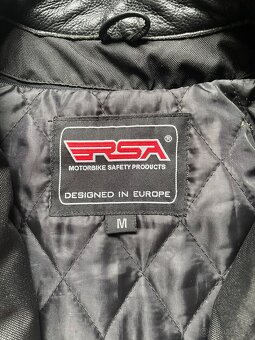 RSA
®
MOTORBIKE SAFETY PRODUCTS
DESIGNED IN EUROPE
M